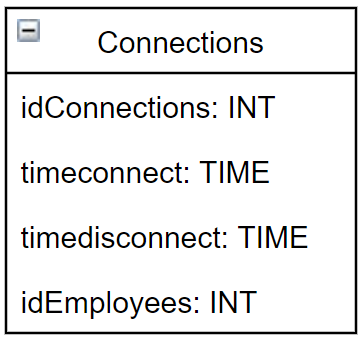 Connections
idConnections: INT
timeconnect: TIME
timedisconnect: TIME
idEmployees: INT